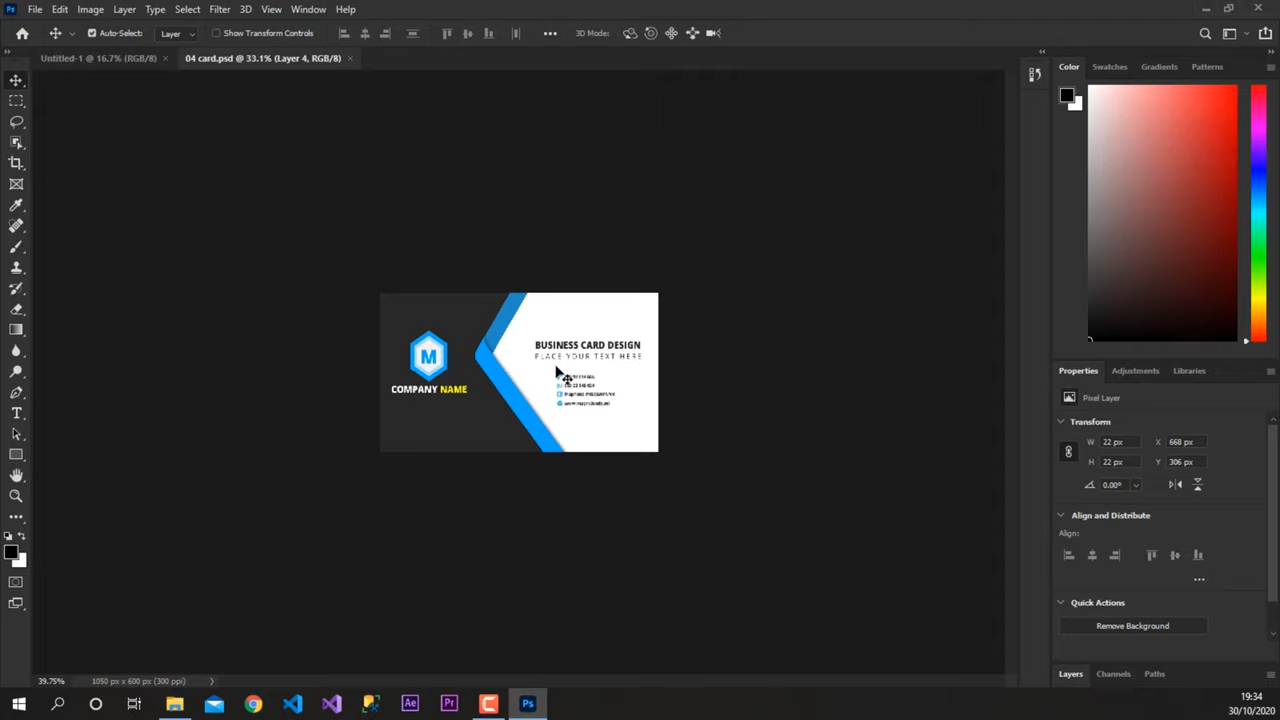 Ps File Edit Image Layer Type Select Filter 3D View Window Help
Auto-Select: Layer Show Transform Controls 3D Mode:
Untitled-1 @ 16.7% (RGB/8) × 04 card.psd @ 33.1% (Layer 4, RGB/8) ×
Color Swatches Gradients Patterns
M
COMPANY NAME
BUSINESS CARD DESIGN
PLACE YOUR TEXT HERE
Properties Adjustments Libraries
Pixel Layer
Transform
W 22 px X 668 px
H 22 px Y 306 px
0.00°
Align and Distribute
Align:
Quick Actions
Remove Background
Layers Channels Paths
39.75% 1050 px x 600 px (300 ppi)
Ae Pr Ps
19:34
30/10/2020